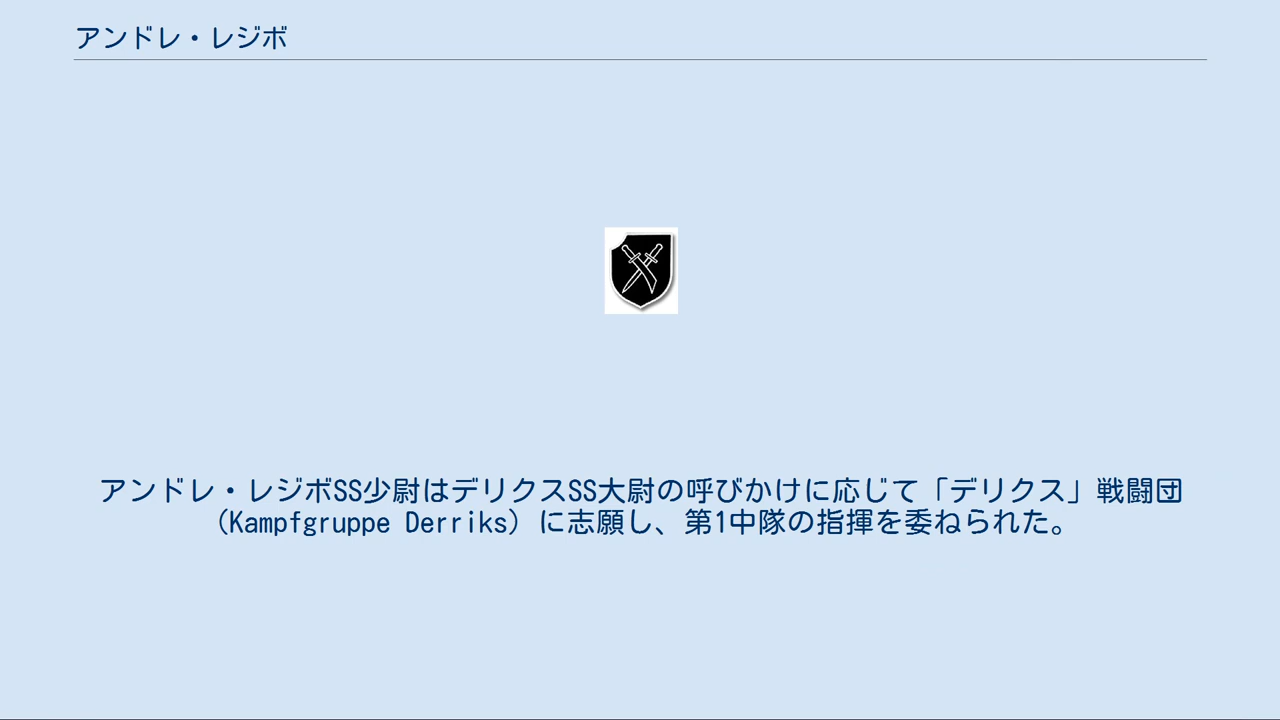 アンドレ・レジボ
アンドレ・レジボSS少尉はデリクスSS大尉の呼びかけに応じて「デリクス」戦闘団
（Kampfgruppe Derriks）に志願し、第1中隊の指揮を委ねられた。